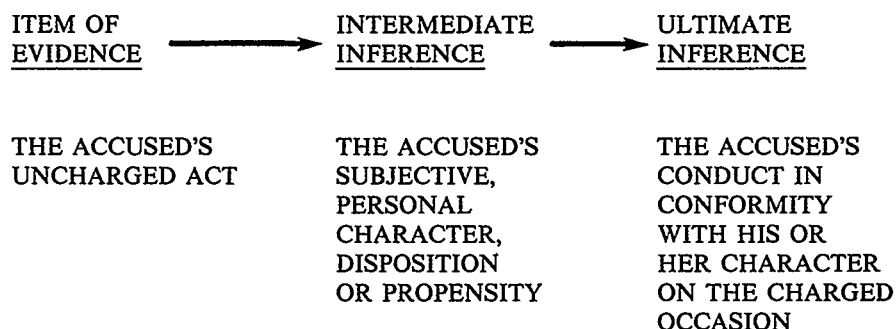 ITEM OF
EVIDENCE
INTERMEDIATE
INFERENCE
ULTIMATE
INFERENCE
THE ACCUSED'S
UNCHARGED ACT
THE ACCUSED'S
SUBJECTIVE,
PERSONAL
CHARACTER,
DISPOSITION
OR PROPENSITY
THE ACCUSED'S
CONDUCT IN
CONFORMITY
WITH HIS OR
HER CHARACTER
ON THE CHARGED
OCCASION